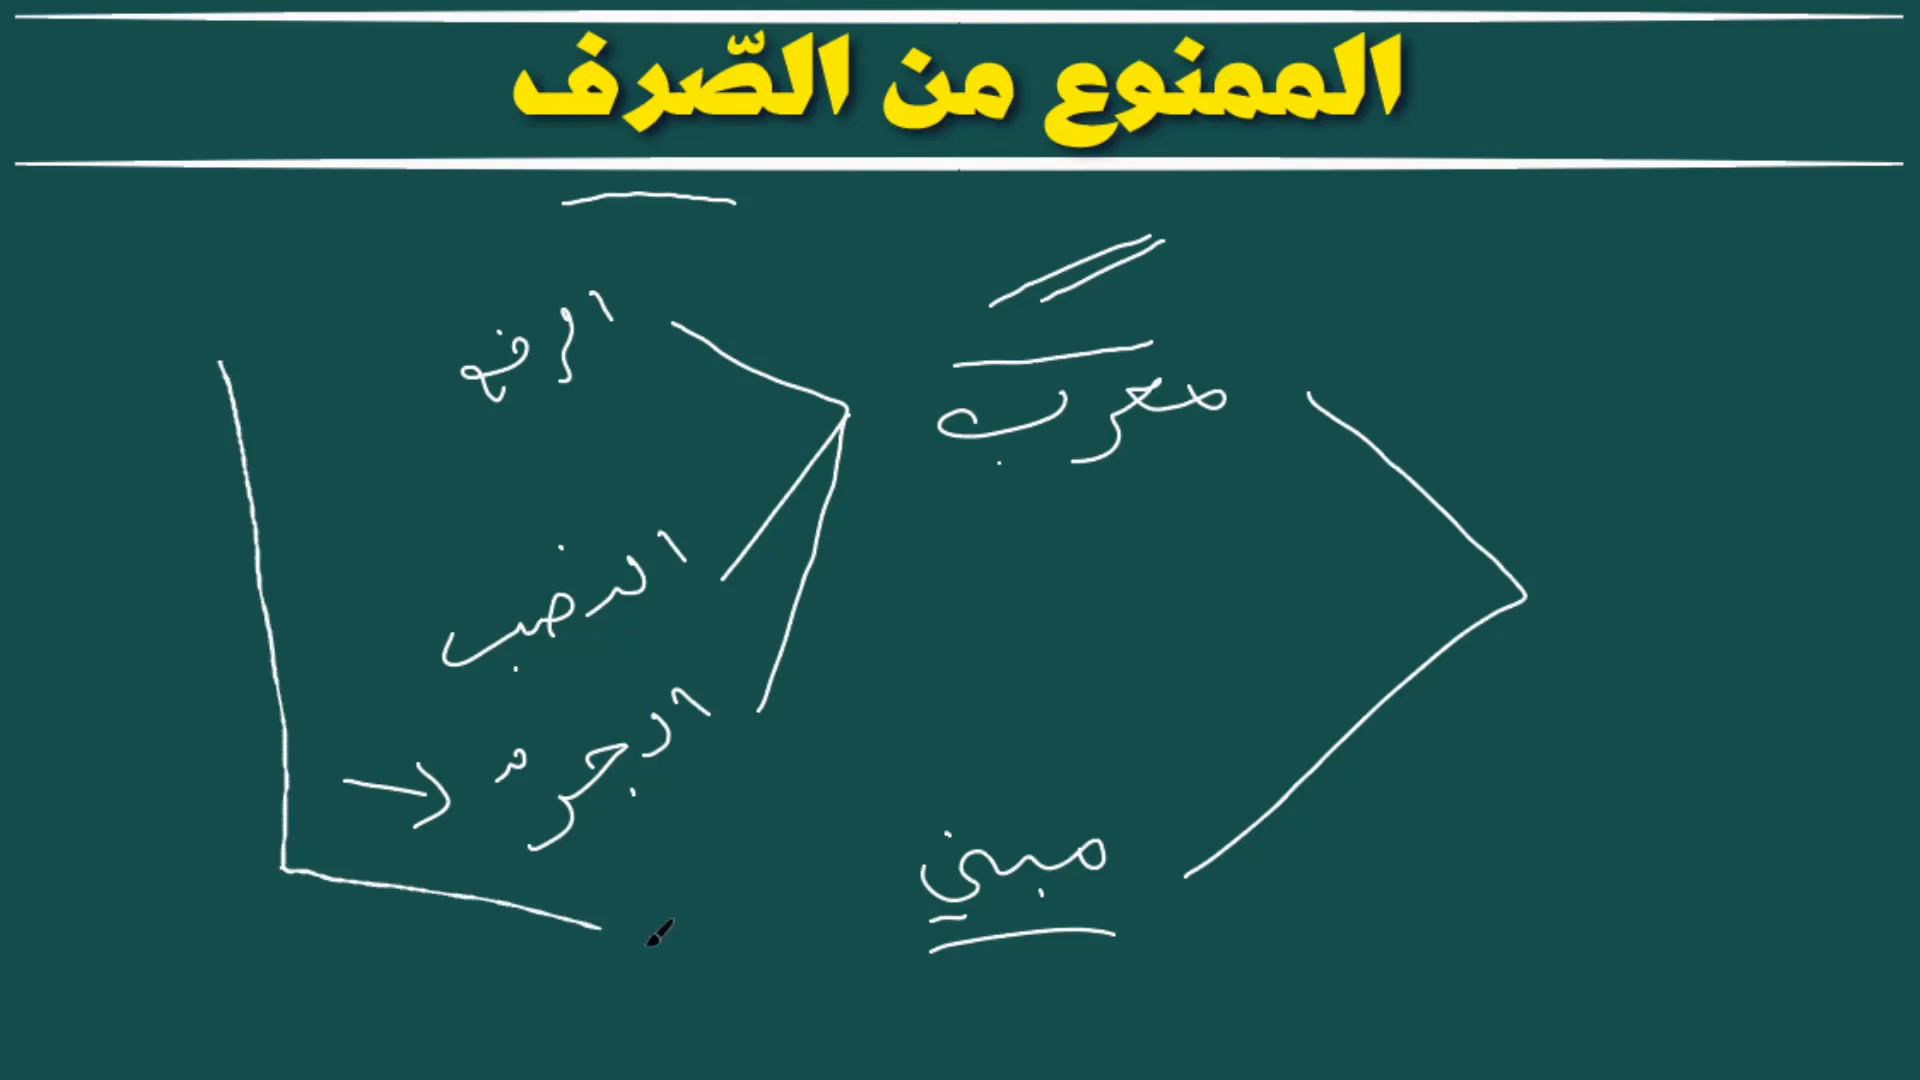 الممنوع من الصّرف
معرب
الرفع
النصب
الجر
مبني